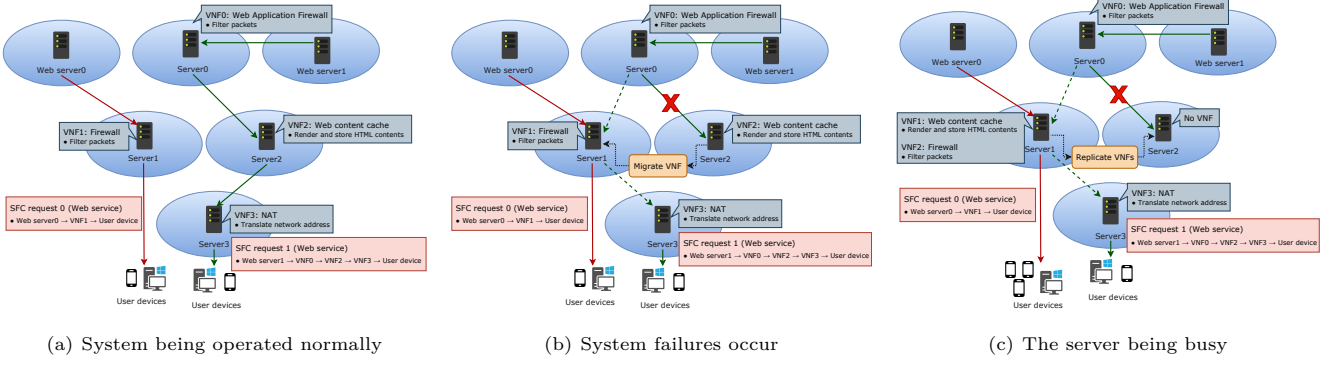 VNF0: Web Application Firewall
● Filter packets
Web server0
Server0
Web server1
VNF1: Firewall
● Filter packets
Server1
VNF2: Web content cache
● Render and store HTML contents
Server2
SFC request 0 (Web service)
● Web server0 → VNF1 → User device
VNF3: NAT
● Translate network address
Server3
SFC request 1 (Web service)
● Web server1 → VNF0 → VNF2 → VNF3 → User device
User devices
User devices
(a) System being operated normally
VNF0: Web Application Firewall
● Filter packets
Web server0
Server0
Web server1
X
VNF1: Firewall
● Filter packets
Server1
VNF2: Web content cache
● Render and store HTML contents
Server2
Migrate VNF
SFC request 0 (Web service)
● Web server0 → VNF1 → User device
VNF3: NAT
● Translate network address
Server3
SFC request 1 (Web service)
● Web server1 → VNF0 → VNF2 → VNF3 → User device
User devices
User devices
(b) System failures occur
VNF0: Web Application Firewall
● Filter packets
Web server0
Server0
Web server1
X
VNF1: Web content cache
● Render and store HTML contents
VNF2: Firewall
● Filter packets
Server1
No VNF
Server2
Replicate VNFs
SFC request 0 (Web service)
● Web server0 → VNF1 → User device
VNF3: NAT
● Translate network address
Server3
SFC request 1 (Web service)
● Web server1 → VNF0 → VNF2 → VNF3 → User device
User devices
User devices
(c) The server being busy